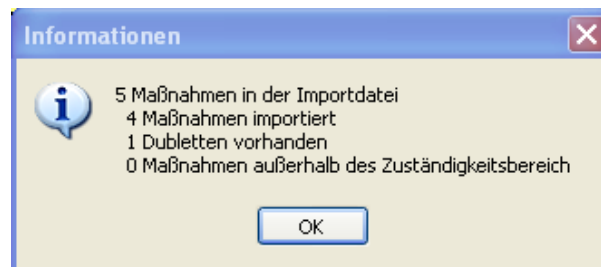 Informationen
5 Maßnahmen in der Importdatei
4 Maßnahmen importiert
1 Dubletten vorhanden
0 Maßnahmen außerhalb des Zuständigkeitsbereich
OK